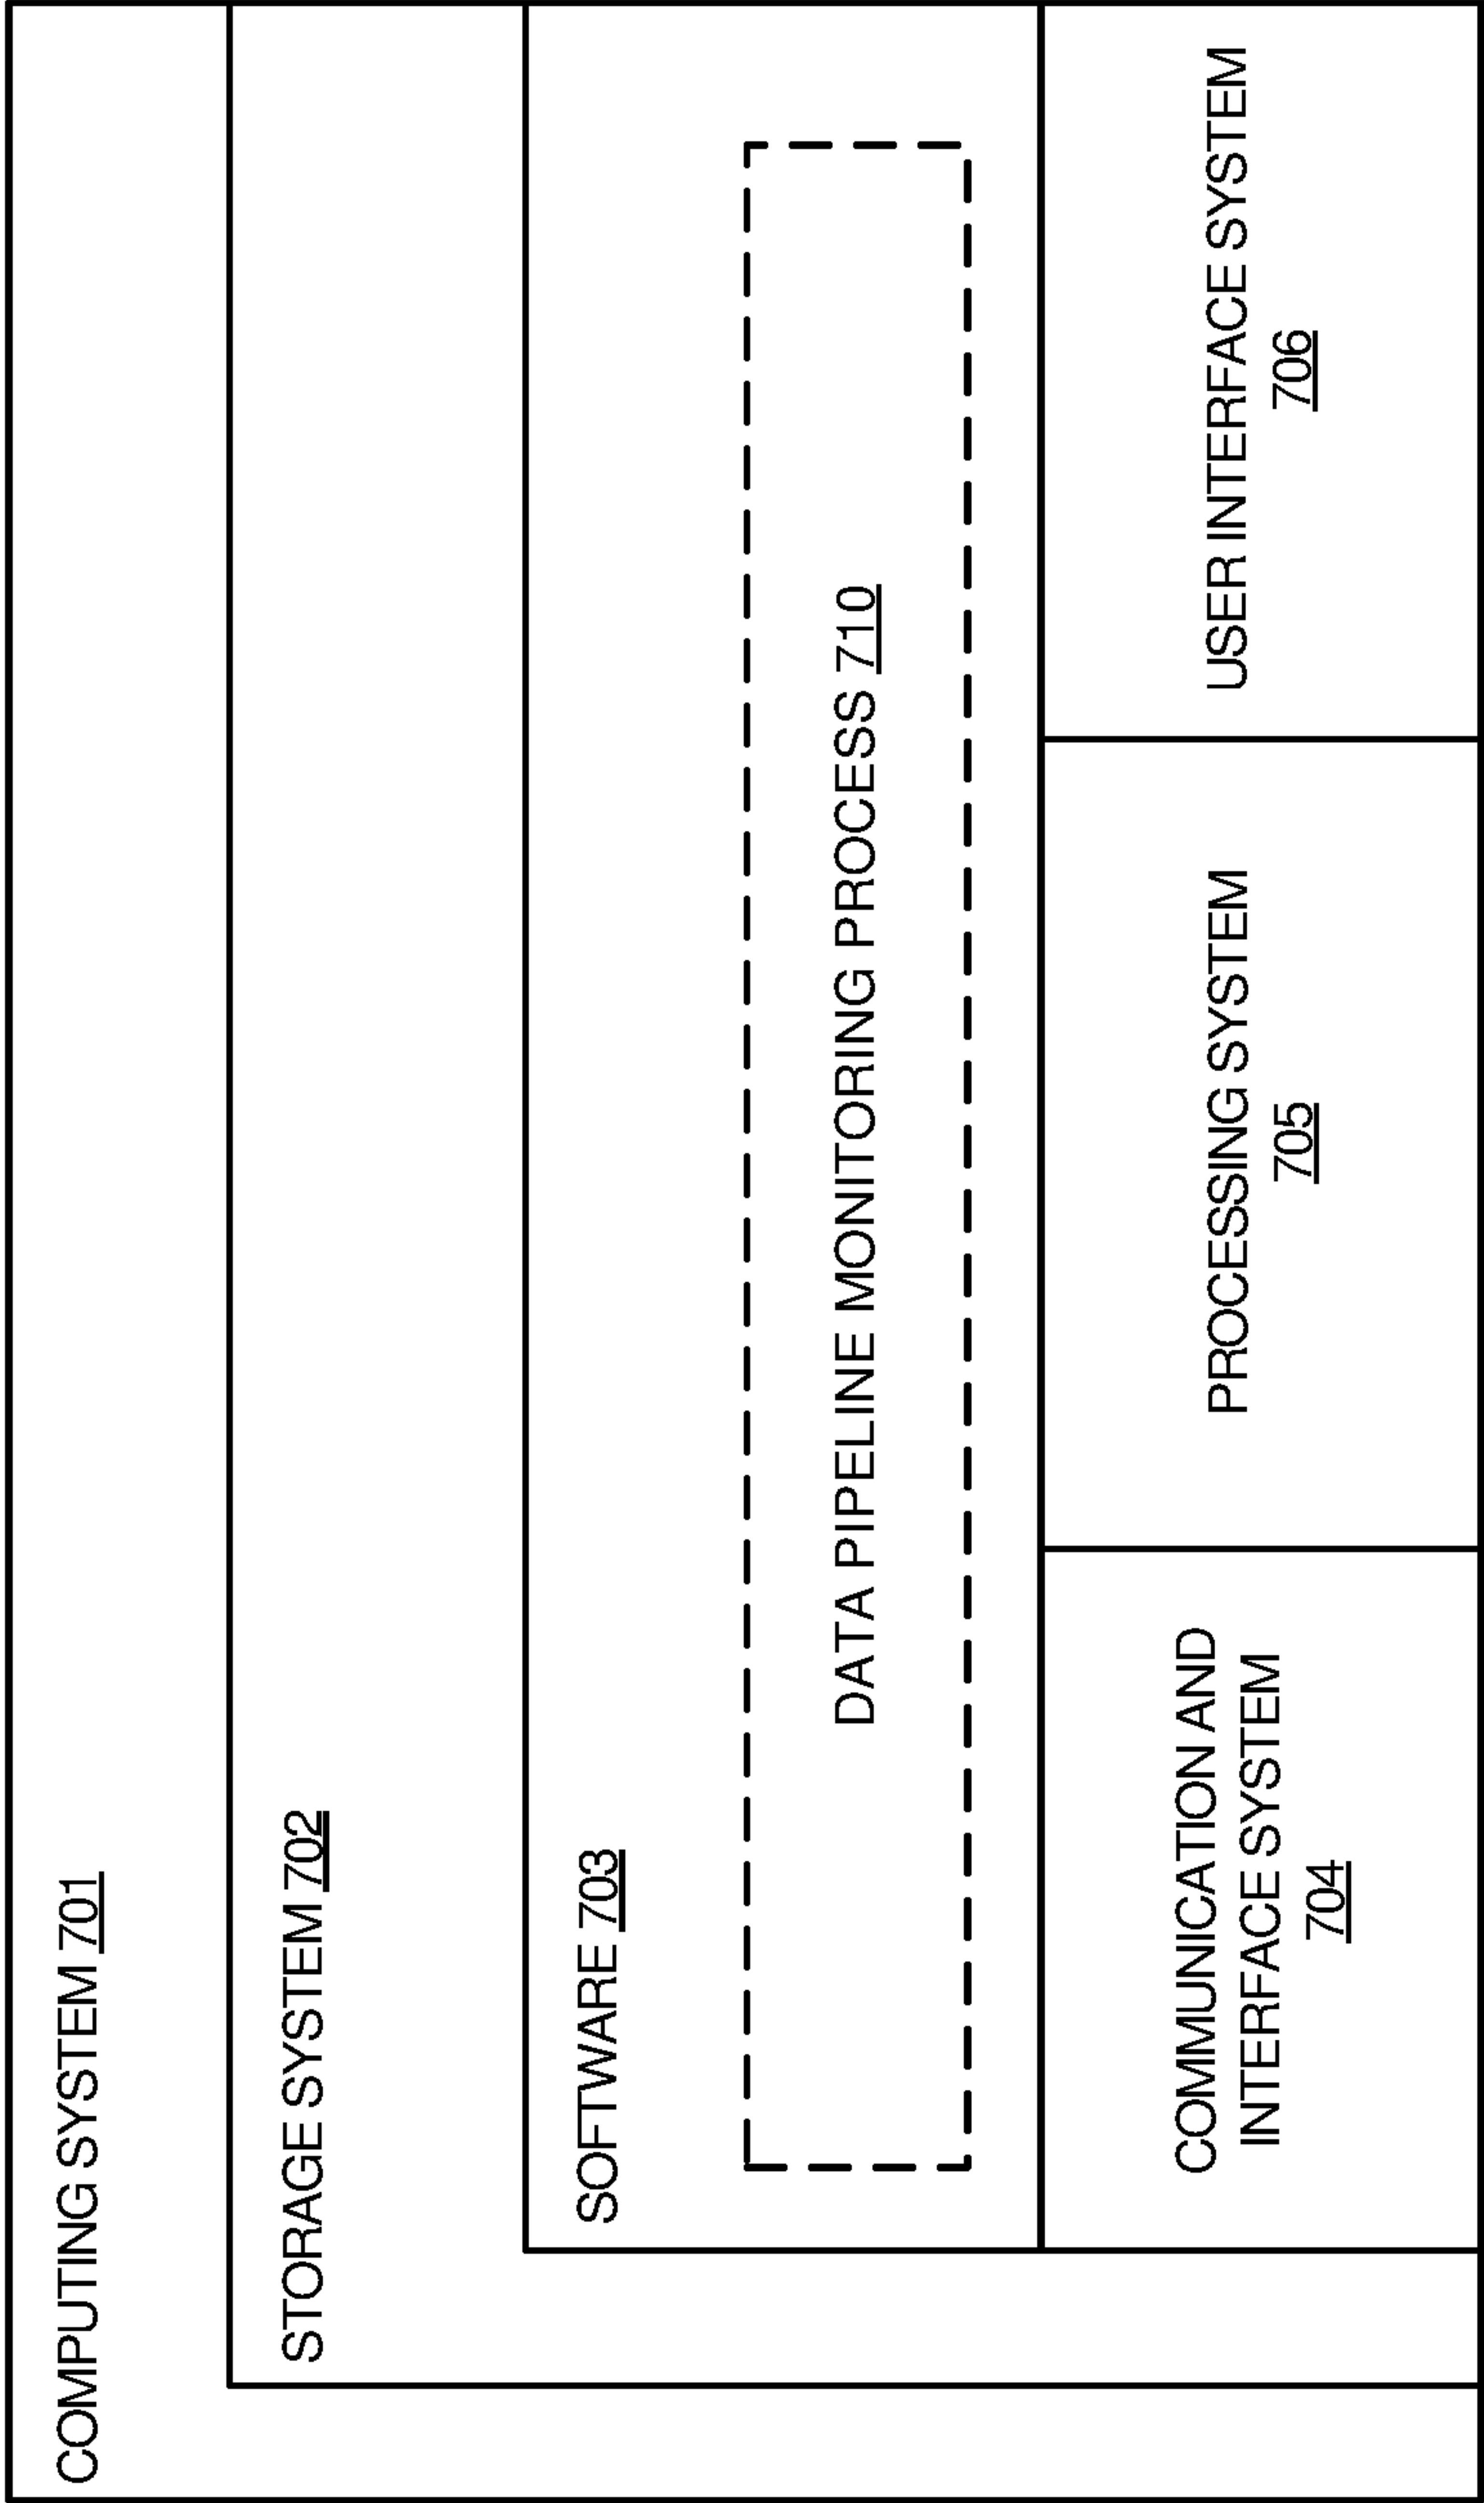 COMPUTING SYSTEM 701
STORAGE SYSTEM 702
SOFTWARE 703
DATA PIPELINE MONITORING PROCESS 710
COMMUNICATION AND
INTERFACE SYSTEM
704
PROCESSING SYSTEM
705
USER INTERFACE SYSTEM
706